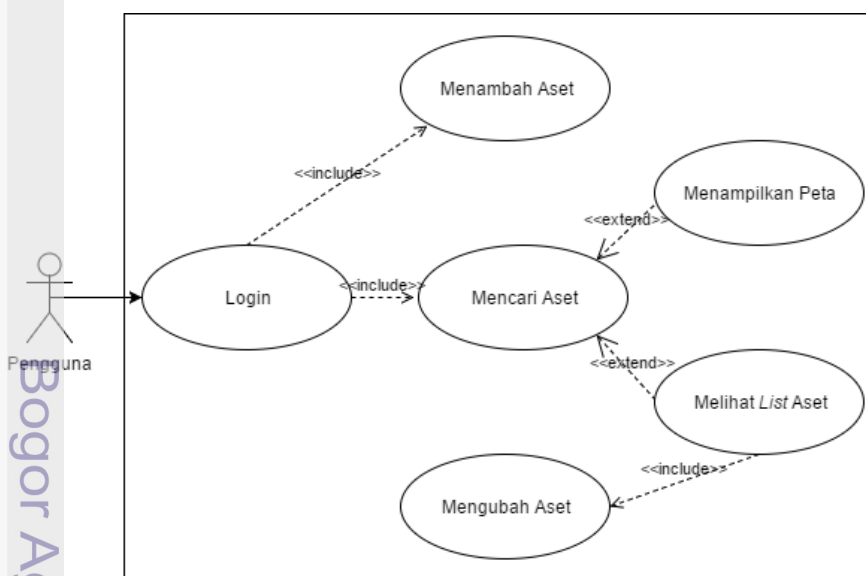 Menambah Aset
<<include>>
Menampilkan Peta
<<extend>>
Login
<<include>>
Mencari Aset
Pengguna
<<extend>>
Melihat List Aset
<<include>>
Mengubah Aset
Bogor